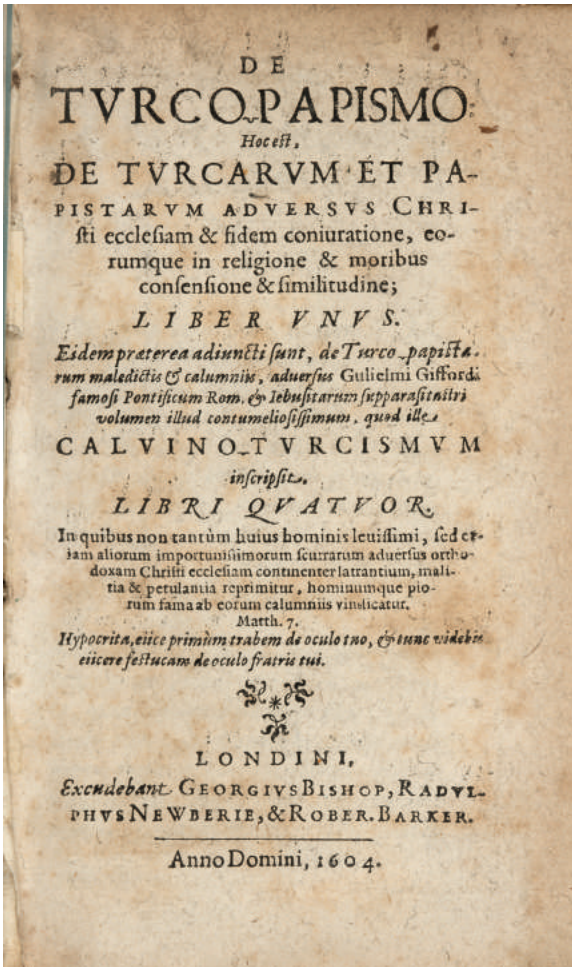 DE
TVRCO-PAPISMO:
Hoc est,
DE TVRCARVM ET PA-
PISTARVM ADVERSVS CHRI-
sti ecclesiam & fidem coniuratione, eo-
rumque in religione & moribus
consensione & similitudine;
LIBER VNVS.
Eidem præterea adiuncti sunt, de Turco-papista-
rum maledictis & calumniis, adversus Gulielmi Giffordi
famosi Pontificum Rom. & Iebusitarum supparasitastri
volumen illud contumeliosissimum, quod ille
CALVINO-TVRCISMVM
inscripsit.
LIBRI QVATVOR.
In quibus non tantùm huius hominis levissimi, sed et-
iam aliorum importunissimorum scurrarum adversus ortho-
doxam Christi ecclesiam continenter latrantium, mali-
tia & petulantia reprimitur, hominumque pio-
rum fama ab eorum calumniis vindicatur.
Matth. 7.
Hypocrita, eiice primùm trabem de oculo tuo, & tunc videbis
eiicere festucam de oculo fratris tui.
LONDINI,
Excudebant GEORGIVS BISHOP, RADVL-
PHVS NEWBERIE, & ROBER. BARKER.
Anno Domini, 1604.